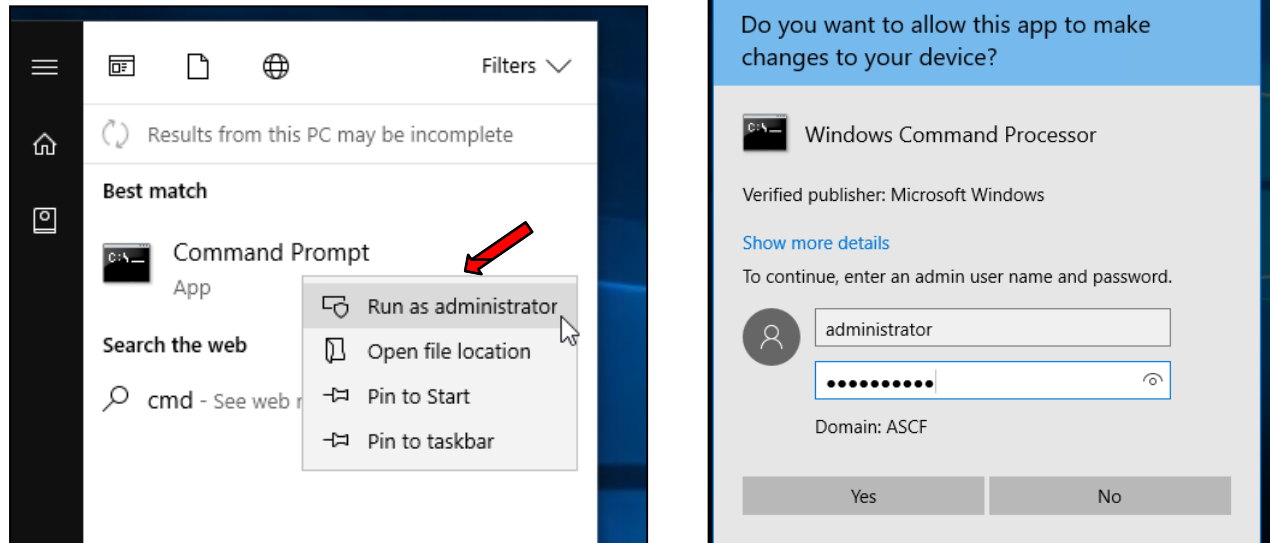 Filters
Results from this PC may be incomplete
Best match
Command Prompt
App
Run as administrator
Open file location
Pin to Start
Pin to taskbar
Search the web
cmd - See web
Do you want to allow this app to make
changes to your device?
Windows Command Processor
Verified publisher: Microsoft Windows
Show more details
To continue, enter an admin user name and password.
administrator
••••••••••
Domain: ASCF
Yes
No